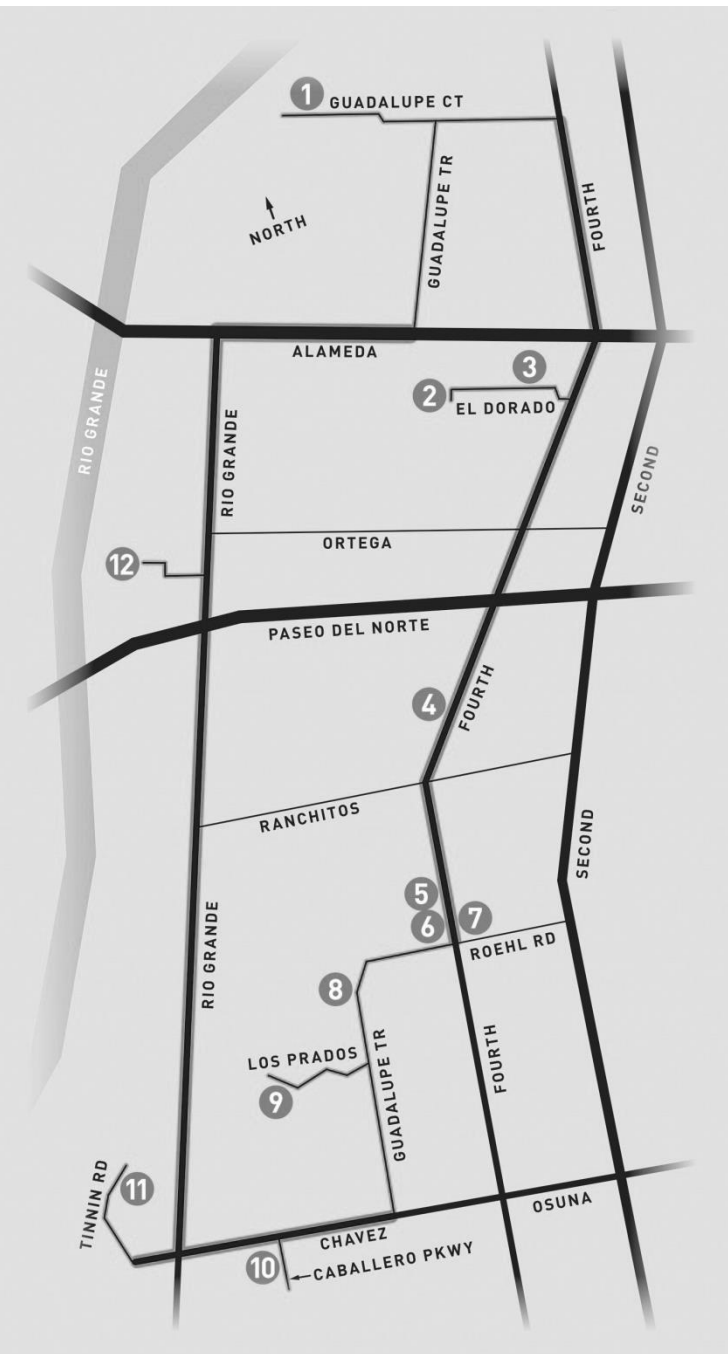 1 GUADALUPE CT
GUADALUPE TR
FOURTH
NORTH
ALAMEDA
3
2
EL DORADO
RIO GRANDE
RIO GRANDE
SECOND
ORTEGA
12
PASEO DEL NORTE
4
FOURTH
RANCHITOS
SECOND
5
6
7
ROEHL RD
RIO GRANDE
8
LOS PRADOS
9
GUADALUPE TR
FOURTH
TINNIN RD
11
OSUNA
CHAVEZ
10
CABALLERO PKWY